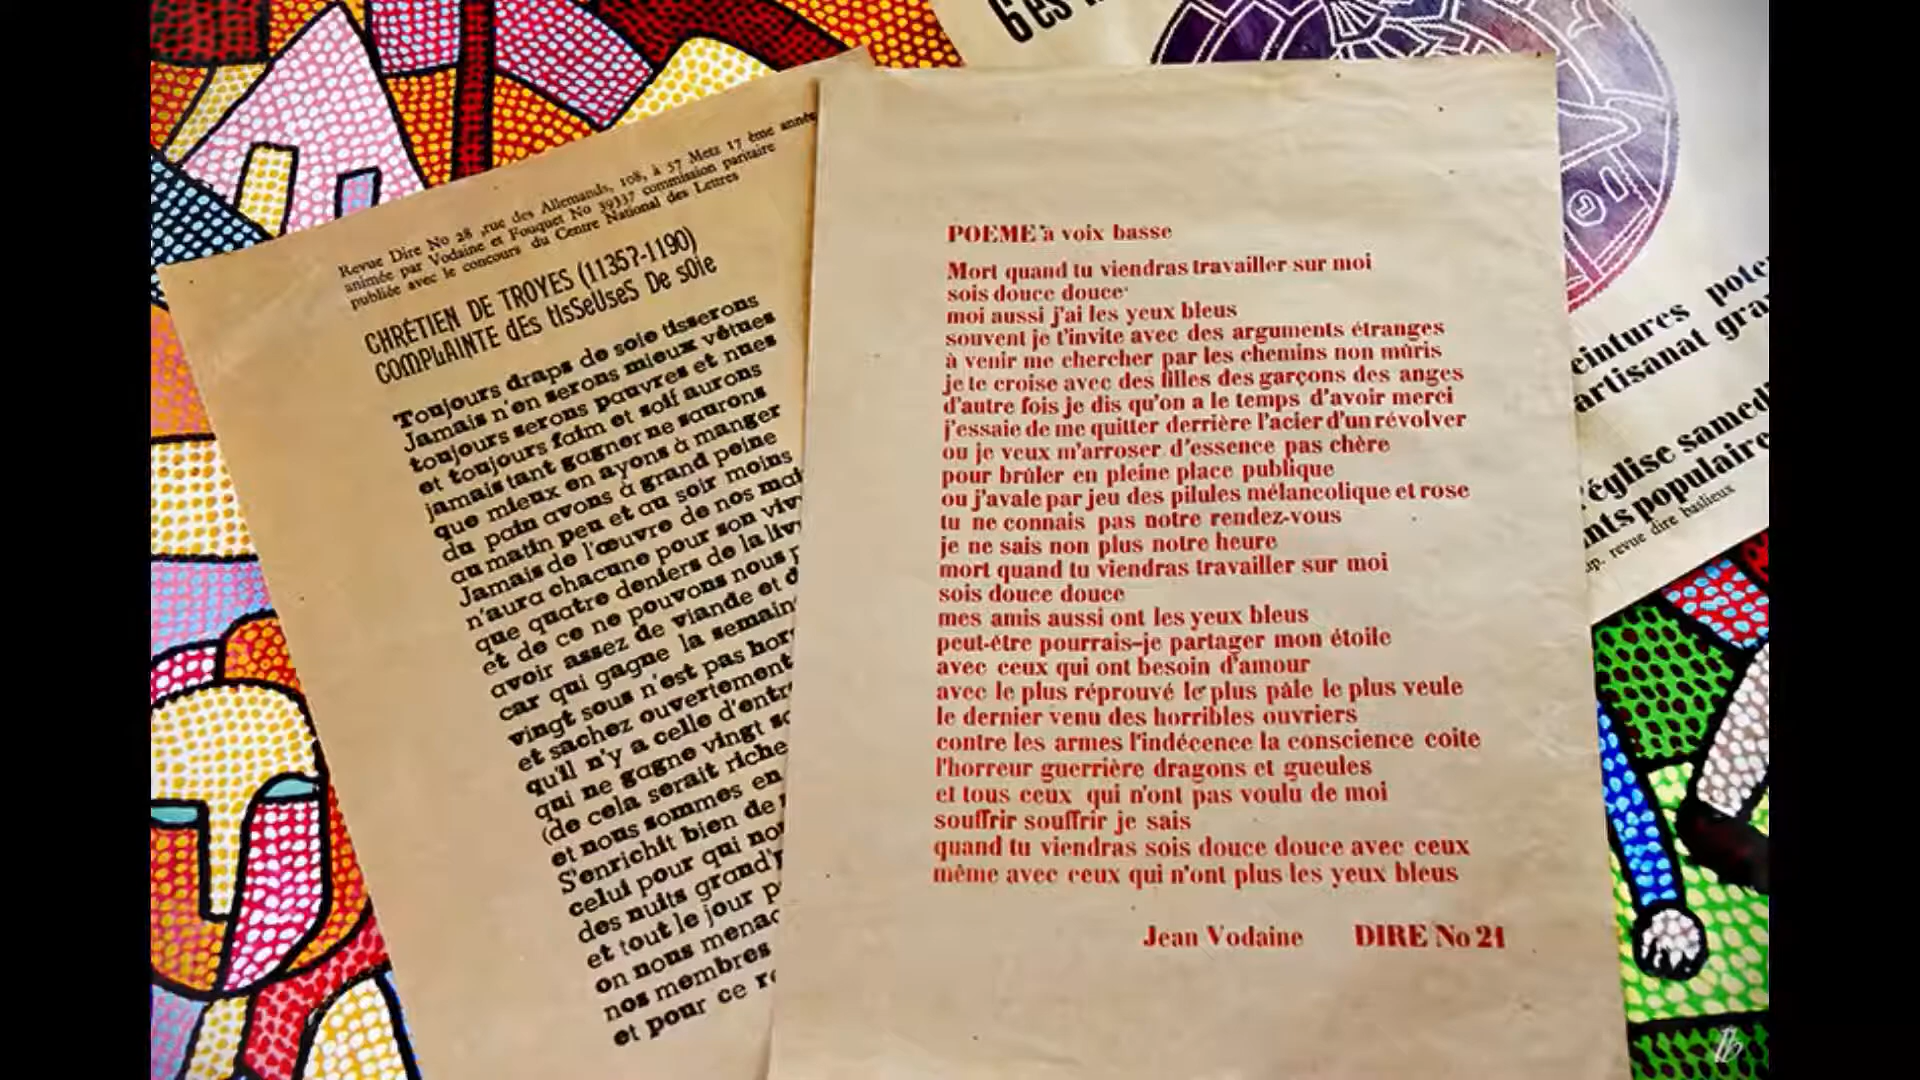 Revue Dire No 28 ,rue des Allemands, 108, à 57 Metz 17 ème année
animée par Vodaine et Fouquet No 39337 commission paritaire
publiée avec le concours du Centre National des Lettres
CHRÉTIEN DE TROYES (1135?-1190)
COMPLAINTE dEs tIsSeUseS De sOie
Toujours draps de soie tisserons
Jamais n'en serons mieux vêtues
toujours serons pauvres et nues
et toujours faim et soif aurons
jamais tant gagner ne saurons
que mieux en ayons à manger
du pain avons à grand peine
au matin peu et au soir moins
Jamais de l'œuvre de nos mai
n'aura chacune pour son viv
que quatre deniers de la liv
et de ce ne pouvons nous p
avoir assez de viande et d
car qui gagne la semain
vingt sous n'est pas hors
et sachez ouvertement
qu'il n'y a celle d'entr
qui ne gagne vingt so
(de cela serait riche
et nous sommes en
S'enrichit bien de
celui pour qui no
des nuits grand'p
et tout le jour p
on nous menac
nos membres
et pour ce re
POEME à voix basse
Mort quand tu viendras travailler sur moi
sois douce douce
moi aussi j'ai les yeux bleus
souvent je t'invite avec des arguments étranges
à venir me chercher par les chemins non mûris
je te croise avec des filles des garçons des anges
d'autre fois je dis qu'on a le temps d'avoir merci
j'essaie de me quitter derrière l'acier d'un révolver
ou je veux m'arroser d'essence pas chère
pour brûler en pleine place publique
ou j'avale par jeu des pilules mélancolique et rose
tu ne connais pas notre rendez-vous
je ne sais non plus notre heure
mort quand tu viendras travailler sur moi
sois douce douce
mes amis aussi ont les yeux bleus
peut-être pourrais-je partager mon étoile
avec ceux qui ont besoin d'amour
avec le plus réprouvé le plus pâle le plus veule
le dernier venu des horribles ouvriers
contre les armes l'indécence la conscience coite
l'horreur guerrière dragons et gueules
et tous ceux qui n'ont pas voulu de moi
souffrir souffrir je sais
quand tu viendras sois douce douce avec ceux
même avec ceux qui n'ont plus les yeux bleus
Jean Vodaine DIRE No 21
eintures pote
artisanat gra
'église samedi
nts populaire
op. revue dire baslieux